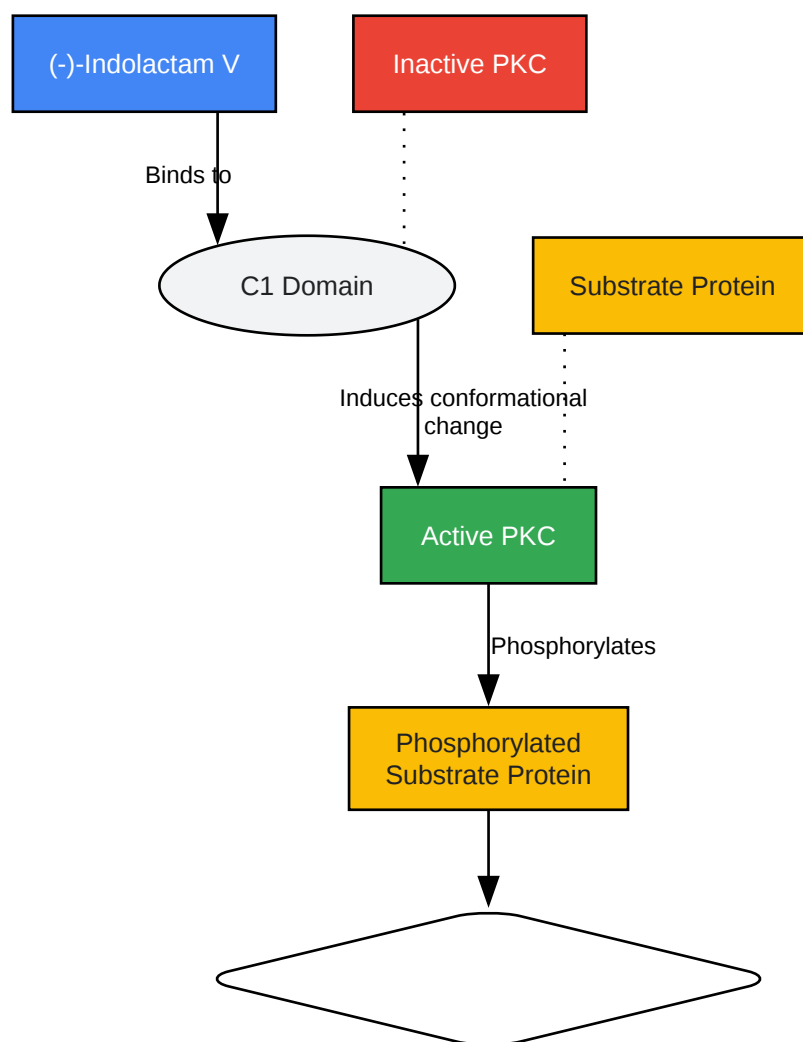 (-)-Indolactam V
Inactive PKC
Binds to
C1 Domain
Substrate Protein
Induces conformational
change
Active PKC
Phosphorylates
Phosphorylated
Substrate Protein